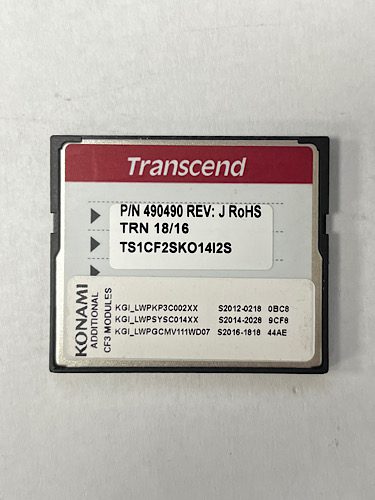 Transcend
P/N 490490 REV: J RoHS
TRN 18/16
TS1CF2SKO14I2S
KONAMI
ADDITIONAL
CF3 MODULES
KGI_LWPKP3C002XX S2012-0218 0BC8
KGI_LWPSYSC014XX S2014-2028 9CF8
KGI_LWPGCMV111WD07 S2016-1818 44AE